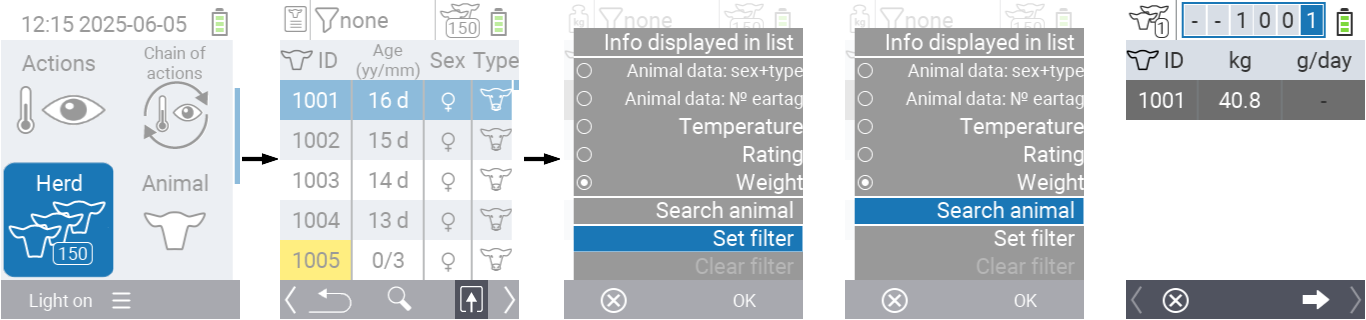 12:15 2025-06-05
Actions
Chain of
actions
Herd
150
Animal
Light on
none
150
ID
Age
(yy/mm)
Sex
Type
1001
16 d
♀
1002
15 d
♀
1003
14 d
♀
1004
13 d
♀
1005
0/3
♀
kg
none
150
Info displayed in list
Animal data: sex+type
Animal data: № eartag
Temperature
Rating
Weight
Search animal
Set filter
Clear filter
OK
kg
none
150
Info displayed in list
Animal data: sex+type
Animal data: № eartag
Temperature
Rating
Weight
Search animal
Set filter
Clear filter
OK
1
- - 1 0 0 1
ID
kg
g/day
1001
40.8
-